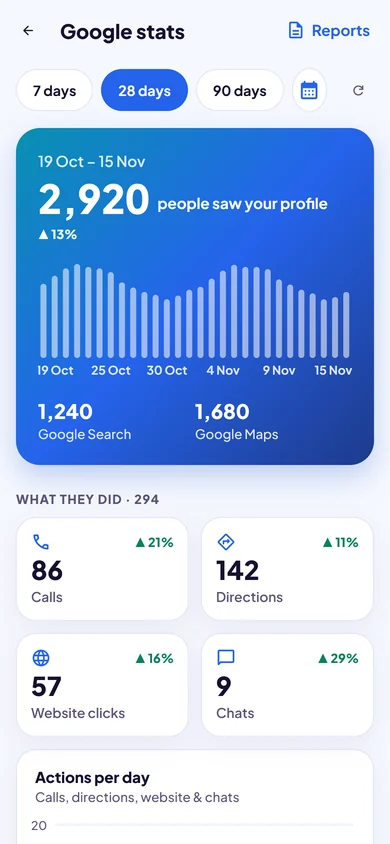 Google stats
Reports
7 days
28 days
90 days
19 Oct – 15 Nov
2,920 people saw your profile
▲ 13%
19 Oct 25 Oct 30 Oct 4 Nov 9 Nov 15 Nov
1,240
Google Search
1,680
Google Maps
WHAT THEY DID · 294
▲ 21%
86
Calls
▲ 11%
142
Directions
▲ 16%
57
Website clicks
▲ 29%
9
Chats
Actions per day
Calls, directions, website & chats
20